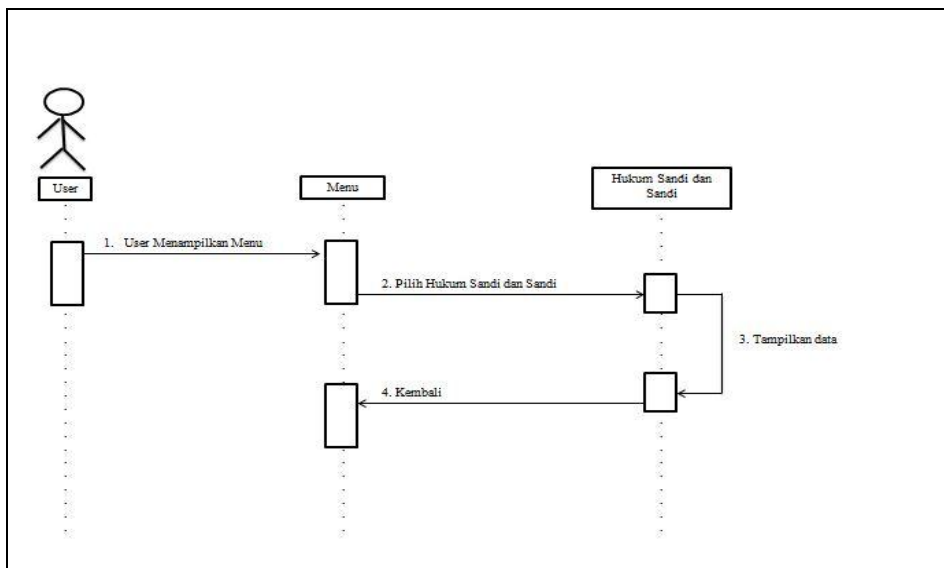 User
Menu
Hukum Sandi dan
Sandi
1. User Menampilkan Menu
2. Pilih Hukum Sandi dan Sandi
3. Tampilkan data
4. Kembali